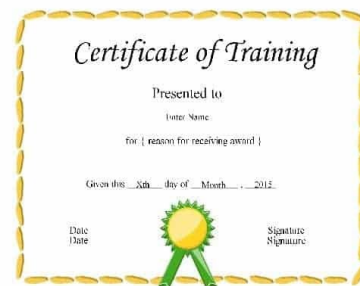 Certificate of Training
Presented to
Enter Name
for { reason for receiving award }
Given this Xth day of Month , 2015
Date Signature
Date Signature